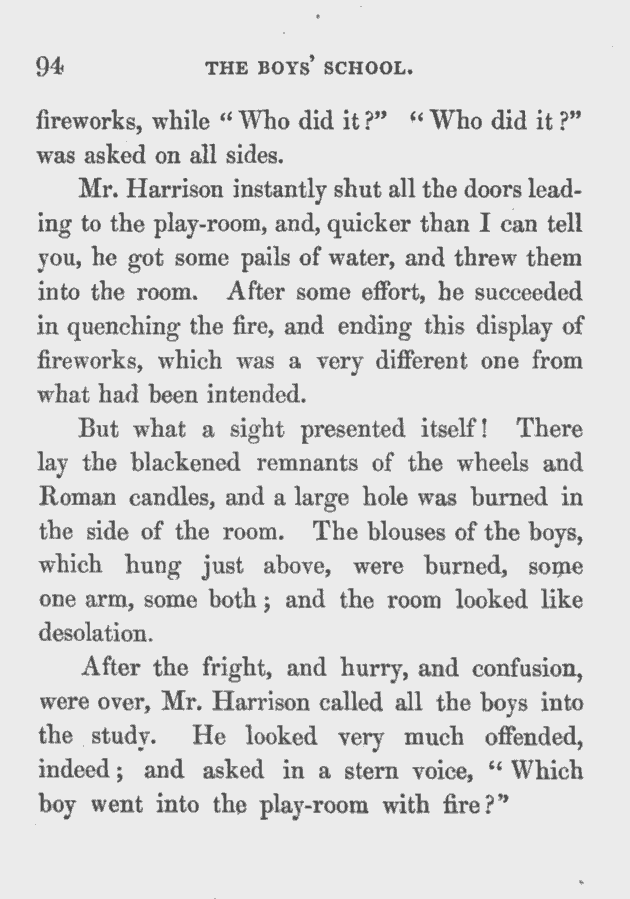 94 THE BOYS' SCHOOL.
fireworks, while “Who did it?” “Who did it?”
was asked on all sides.
Mr. Harrison instantly shut all the doors lead-
ing to the play-room, and, quicker than I can tell
you, he got some pails of water, and threw them
into the room. After some effort, he succeeded
in quenching the fire, and ending this display of
fireworks, which was a very different one from
what had been intended.
But what a sight presented itself! There
lay the blackened remnants of the wheels and
Roman candles, and a large hole was burned in
the side of the room. The blouses of the boys,
which hung just above, were burned, some
one arm, some both; and the room looked like
desolation.
After the fright, and hurry, and confusion,
were over, Mr. Harrison called all the boys into
the study. He looked very much offended,
indeed; and asked in a stern voice, “Which
boy went into the play-room with fire?”